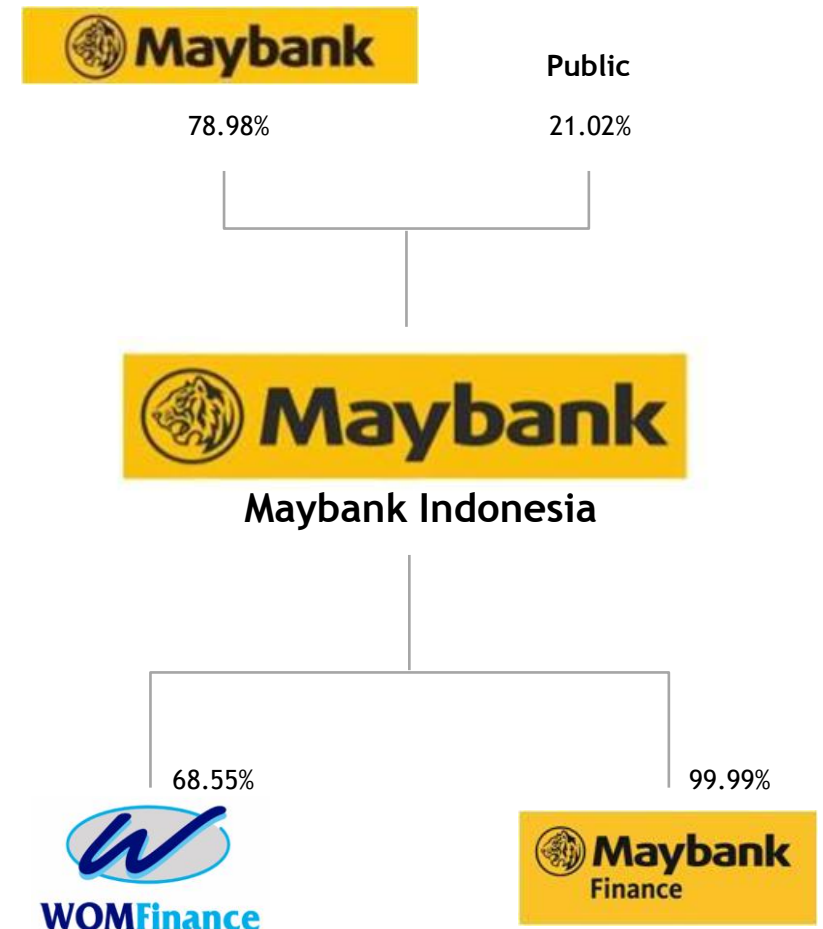 Maybank
Public
78.98%
21.02%
Maybank
Maybank Indonesia
68.55%
99.99%
W
WOMFinance
Maybank
Finance